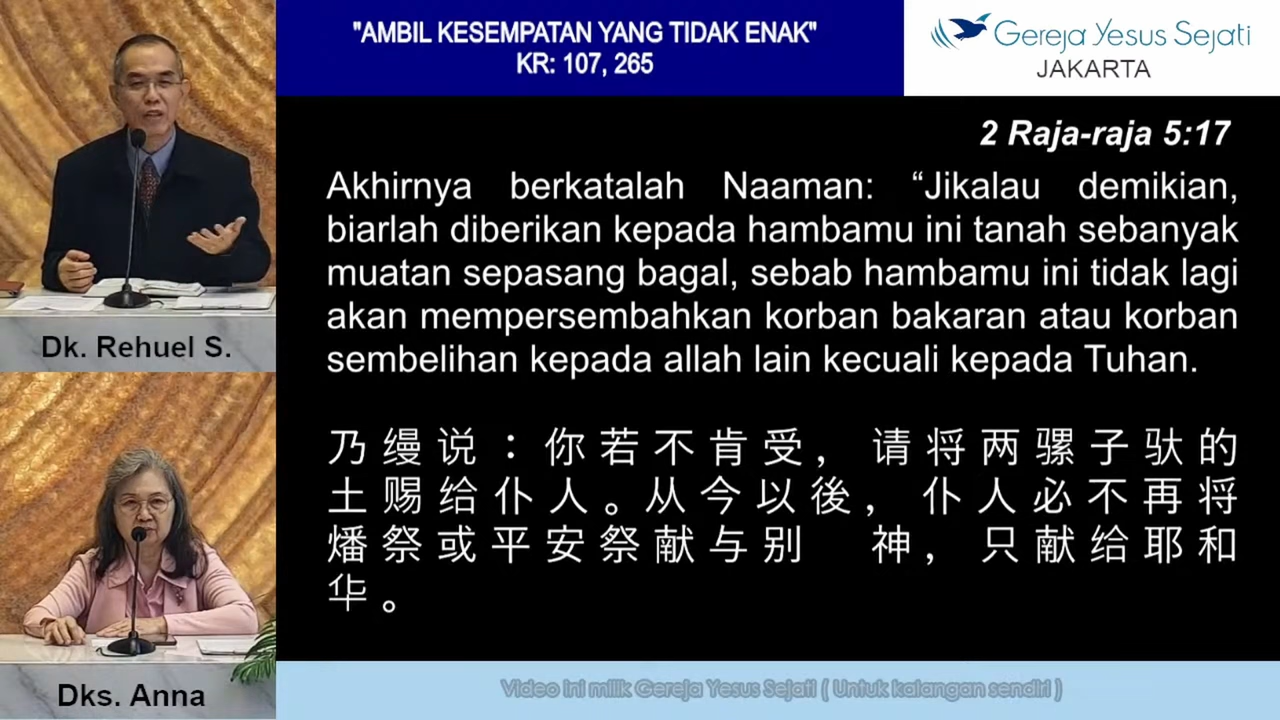 "AMBIL KESEMPATAN YANG TIDAK ENAK"
KR: 107, 265
Gereja Yesus Sejati
JAKARTA
2 Raja-raja 5:17
Akhirnya berkatalah Naaman: “Jikalau demikian,
biarlah diberikan kepada hambamu ini tanah sebanyak
muatan sepasang bagal, sebab hambamu ini tidak lagi
akan mempersembahkan korban bakaran atau korban
sembelihan kepada allah lain kecuali kepada Tuhan.
乃缦说：你若不肯受，请将两骡子驮的
土赐给仆人。从今以後，仆人必不再将
燔祭或平安祭献与别 神，只献给耶和
华。
Dk. Rehuel S.
Dks. Anna
Video ini milik Gereja Yesus Sejati ( Untuk kalangan sendiri )